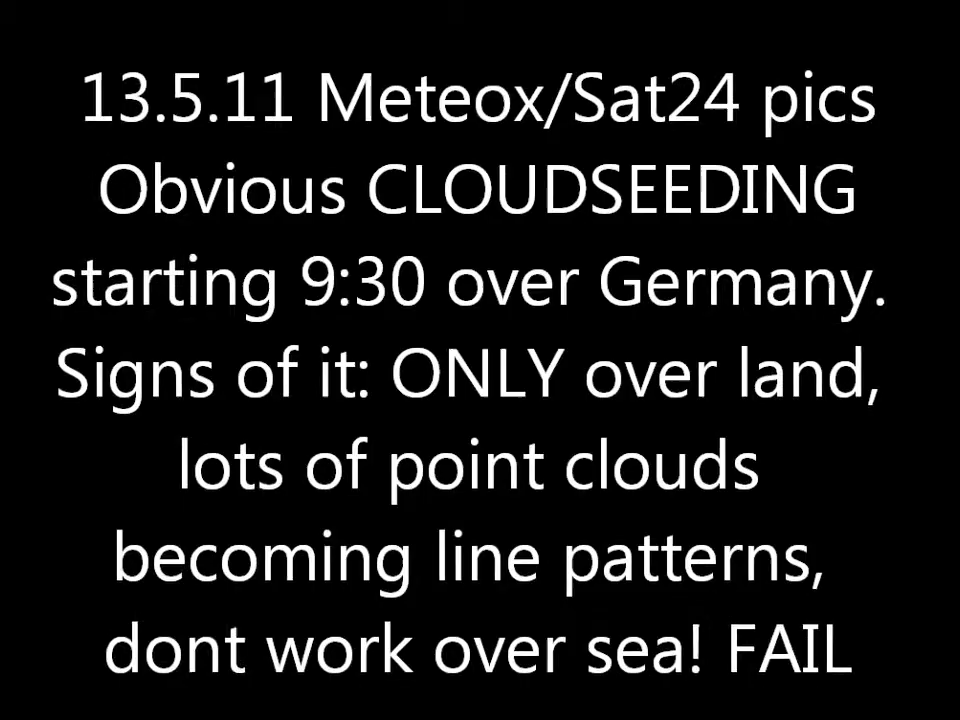 13.5.11 Meteox/Sat24 pics
Obvious CLOUDSEEDING
starting 9:30 over Germany.
Signs of it: ONLY over land,
lots of point clouds
becoming line patterns,
dont work over sea! FAIL